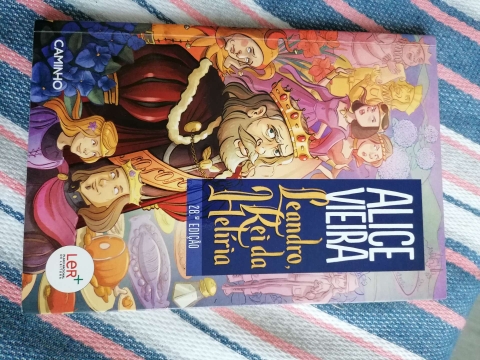 ALICE
VIEIRA
Leandro,
Rei da
Helíria
28.ª EDIÇÃO
CAMINHO
LeR+